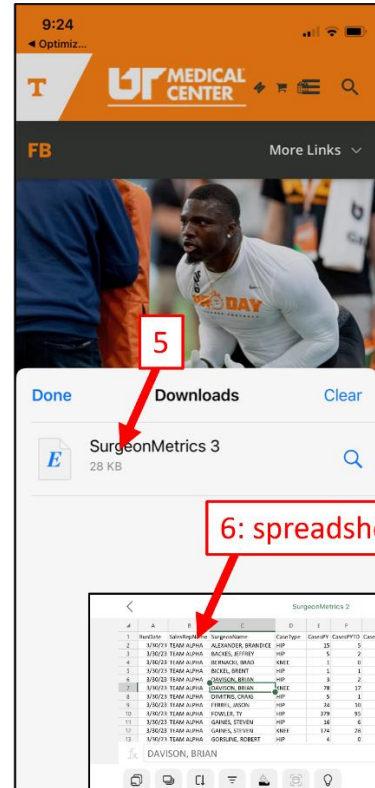 9:24
◄ Optimiz...
T
UT MEDICAL CENTER
FB
More Links
DAY
5
Done
Downloads
Clear
E
SurgeonMetrics 3
28 KB
6: spreadsh
SurgeonMetrics 2
A B C D E F
1 RunDate SalesRepName SurgeonName CaseType CasesPY CasesPYTD
2 3/30/23 TEAM ALPHA ALEXANDER, BRANDICE HIP 15 5
3 3/30/23 TEAM ALPHA BACKES, JEFFREY HIP 5 2
4 3/30/23 TEAM ALPHA BERNACHI, BRAD KNEE 1 0
5 3/30/23 TEAM ALPHA BICKEL, BRENT HIP 1 1
6 3/30/23 TEAM ALPHA DAVISON, BRIAN HIP 3 2
7 3/30/23 TEAM ALPHA DAVISON, BRIAN KNEE 78 17
8 3/30/23 TEAM ALPHA DIMITRIS, CRAIG HIP 5 1
9 3/30/23 TEAM ALPHA FERREL, JASON HIP 24 10
10 3/30/23 TEAM ALPHA FOWLER, TY HIP 379 95
11 3/30/23 TEAM ALPHA GAINES, STEVEN HIP 16 6
12 3/30/23 TEAM ALPHA GAINES, STEVEN KNEE 174 28
13 3/30/23 TEAM ALPHA GORSLINE, ROBERT HIP 4 0
fx DAVISON, BRIAN